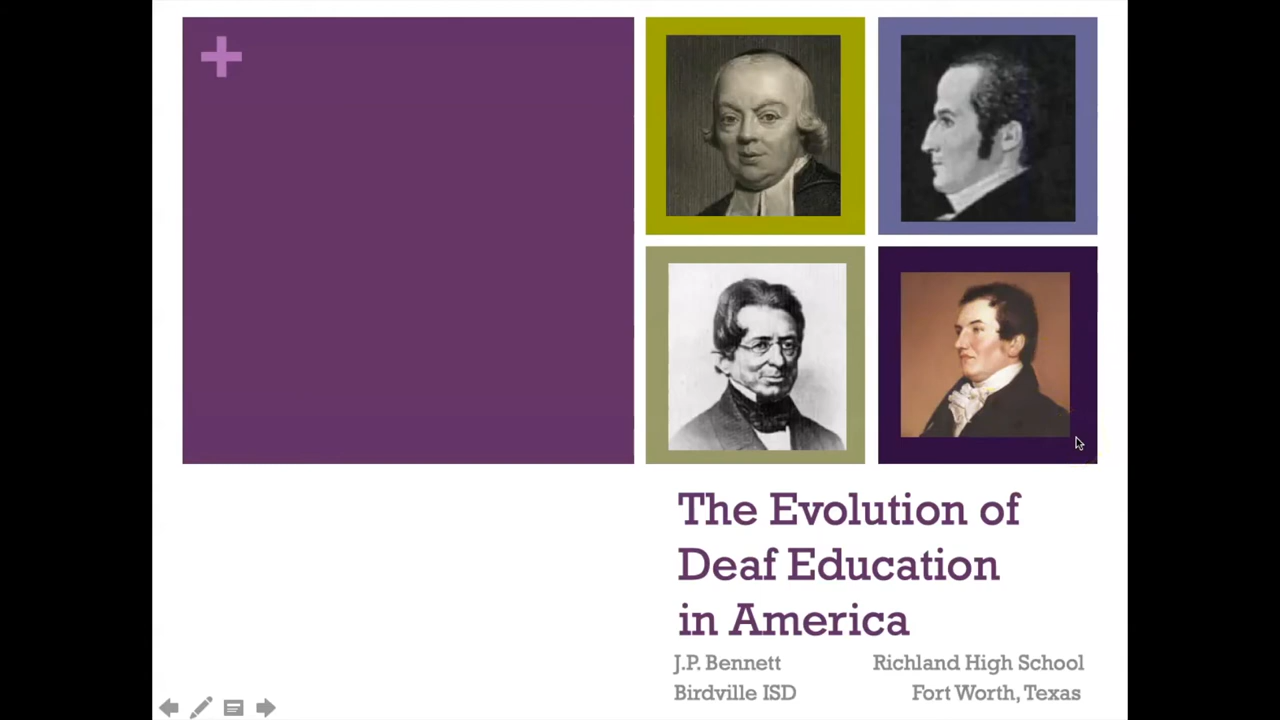 +
The Evolution of
Deaf Education
in America
J.P. Bennett Richland High School
Birdville ISD Fort Worth, Texas